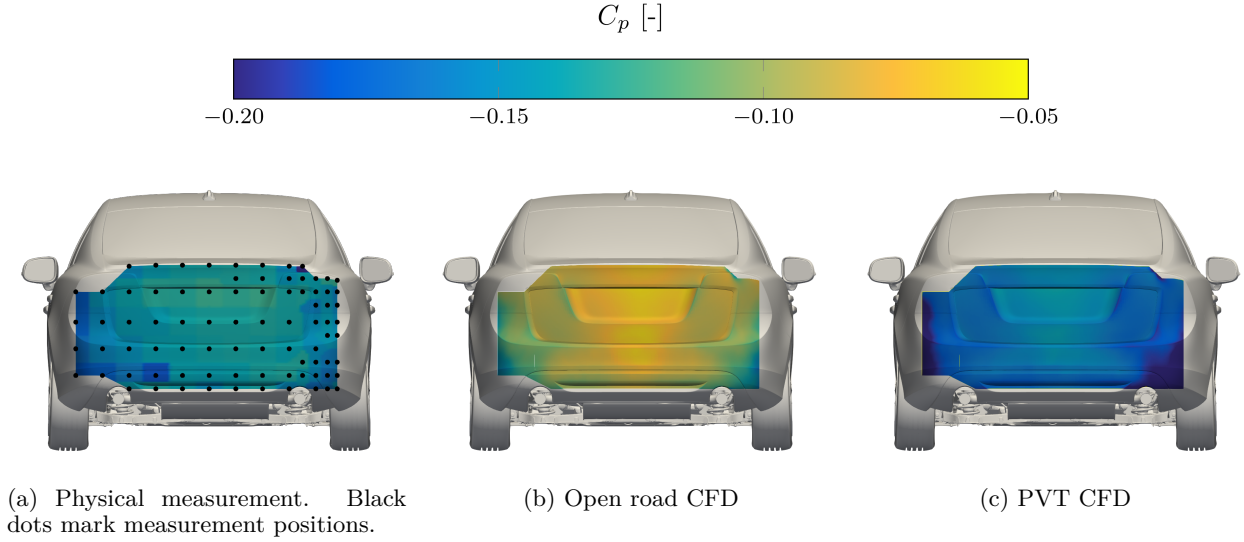 C_p [-]
−0.20 −0.15 −0.10 −0.05
(a) Physical measurement. Black
dots mark measurement positions.
(b) Open road CFD
(c) PVT CFD